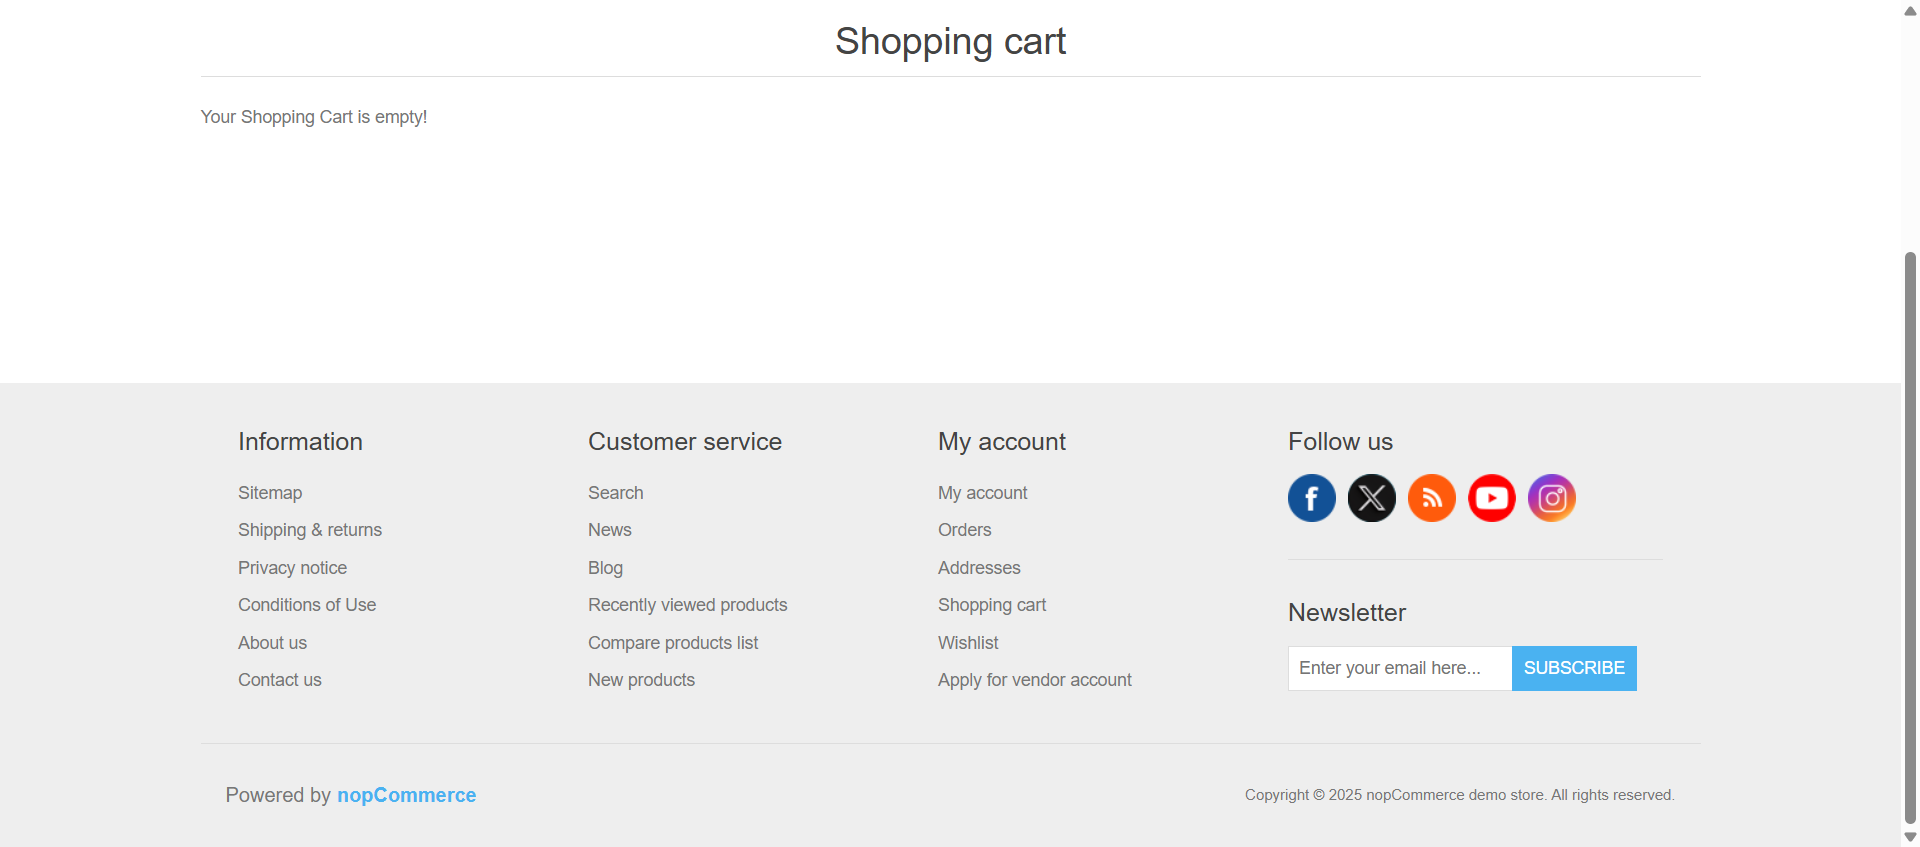 Shopping cart
Your Shopping Cart is empty!
Information
Sitemap
Shipping & returns
Privacy notice
Conditions of Use
About us
Contact us
Customer service
Search
News
Blog
Recently viewed products
Compare products list
New products
My account
My account
Orders
Addresses
Shopping cart
Wishlist
Apply for vendor account
Follow us
Newsletter
Enter your email here... SUBSCRIBE
Powered by nopCommerce
Copyright © 2025 nopCommerce demo store. All rights reserved.